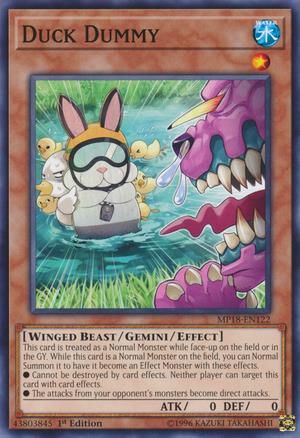 DUCK DUMMY
WATER
水
MP18-EN122
[WINGED BEAST/GEMINI/EFFECT]
This card is treated as a Normal Monster while face-up on the field or in
the GY. While this card is a Normal Monster on the field, you can Normal
Summon it to have it become an Effect Monster with these effects.
● Cannot be destroyed by card effects. Neither player can target
this card with card effects.
● The attacks from your opponent's monsters become direct attacks.
ATK/ 0 DEF/ 0
43803845 1st Edition ©1996 KAZUKI TAKAHASHI